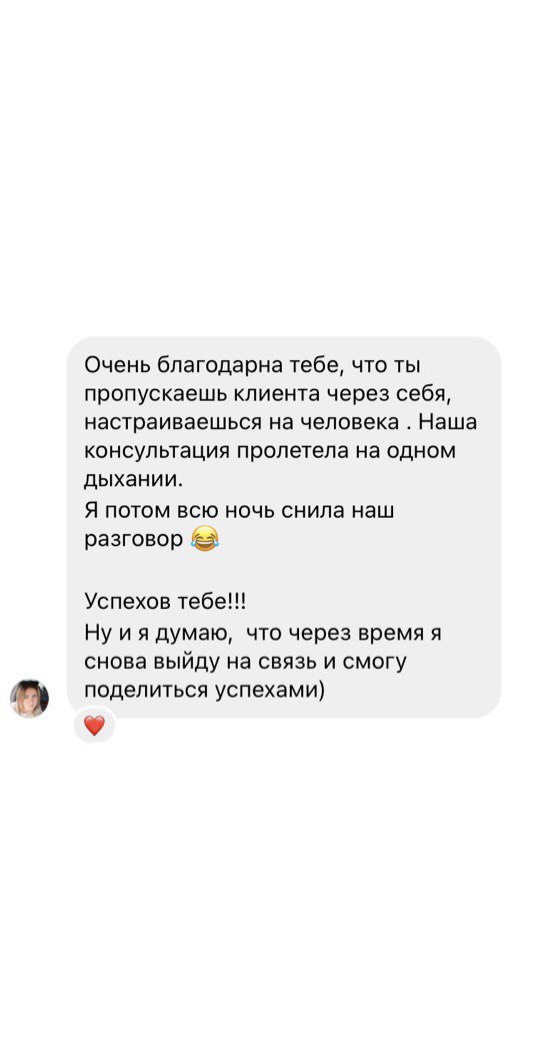 Очень благодарна тебе, что ты
пропускаешь клиента через себя,
настраиваешься на человека . Наша
консультация пролетела на одном
дыхании.
Я потом всю ночь снила наш
разговор 😂
Успехов тебе!!!
Ну и я думаю,  что через время я
снова выйду на связь и смогу
поделиться успехами)